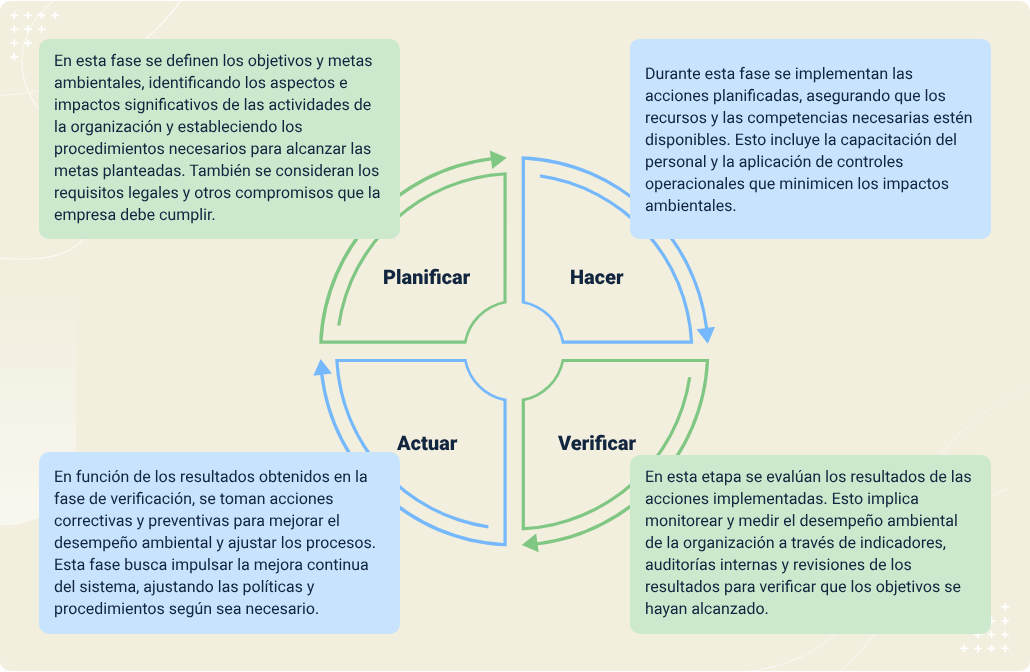 En esta fase se definen los objetivos y metas
ambientales, identificando los aspectos e
impactos significativos de las actividades de
la organización y estableciendo los
procedimientos necesarios para alcanzar las
metas planteadas. También se consideran los
requisitos legales y otros compromisos que la
empresa debe cumplir.
Durante esta fase se implementan las
acciones planificadas, asegurando que los
recursos y las competencias necesarias estén
disponibles. Esto incluye la capacitación del
personal y la aplicación de controles
operacionales que minimicen los impactos
ambientales.
Planificar
Hacer
Actuar
Verificar
En función de los resultados obtenidos en la
fase de verificación, se toman acciones
correctivas y preventivas para mejorar el
desempeño ambiental y ajustar los procesos.
Esta fase busca impulsar la mejora continua
del sistema, ajustando las políticas y
procedimientos según sea necesario.
En esta etapa se evalúan los resultados de las
acciones implementadas. Esto implica
monitorear y medir el desempeño ambiental
de la organización a través de indicadores,
auditorías internas y revisiones de los
resultados para verificar que los objetivos se
hayan alcanzado.